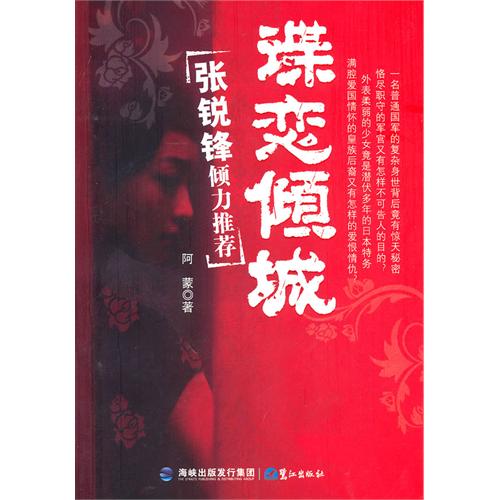 一名普通国军的复杂身世背后竟有惊天秘密
恪尽职守的军官又有怎样不可告人的目的?
外表柔弱的少女竟是潜伏多年的日本特务
满腔爱国情怀的皇族后裔又有怎样的爱恨情仇?
谍恋倾城
张锐锋倾力推荐
阿蒙◎著
海峡出版发行集团
THE STRAITS PUBLISHING & DISTRIBUTING GROUP
鹭江出版社